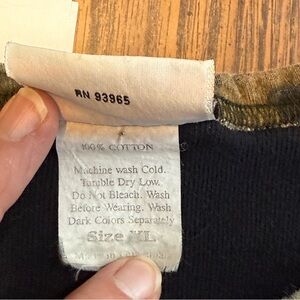 RN 93965
100% COTTON
Machine wash Cold.
Tumble Dry Low.
Do Not Bleach. Wash
Before Wearing. Wash
Dark Colors Separately
Size XL